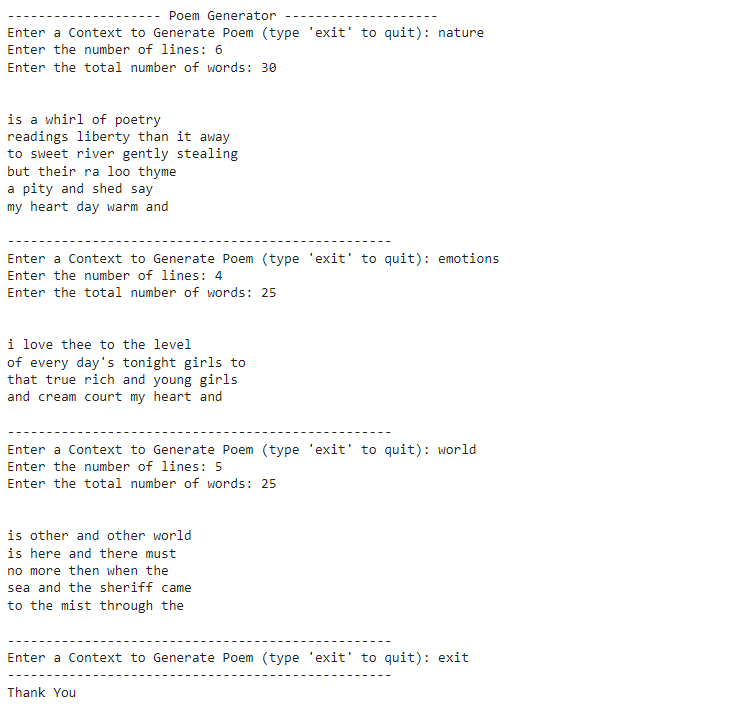 -------------------- Poem Generator --------------------
Enter a Context to Generate Poem (type 'exit' to quit): nature
Enter the number of lines: 6
Enter the total number of words: 30
is a whirl of poetry
readings liberty than it away
to sweet river gently stealing
but their ra loo thyme
a pity and shed say
my heart day warm and
--------------------------------------------------
Enter a Context to Generate Poem (type 'exit' to quit): emotions
Enter the number of lines: 4
Enter the total number of words: 25
i love thee to the level
of every day's tonight girls to
that true rich and young girls
and cream court my heart and
--------------------------------------------------
Enter a Context to Generate Poem (type 'exit' to quit): world
Enter the number of lines: 5
Enter the total number of words: 25
is other and other world
is here and there must
no more then when the
sea and the sheriff came
to the mist through the
--------------------------------------------------
Enter a Context to Generate Poem (type 'exit' to quit): exit
--------------------------------------------------
Thank You